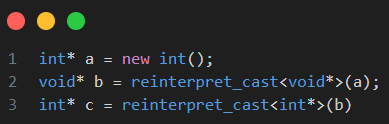 1 int* a = new int();
2 void* b = reinterpret_cast<void*>(a);
3 int* c = reinterpret_cast<int*>(b)